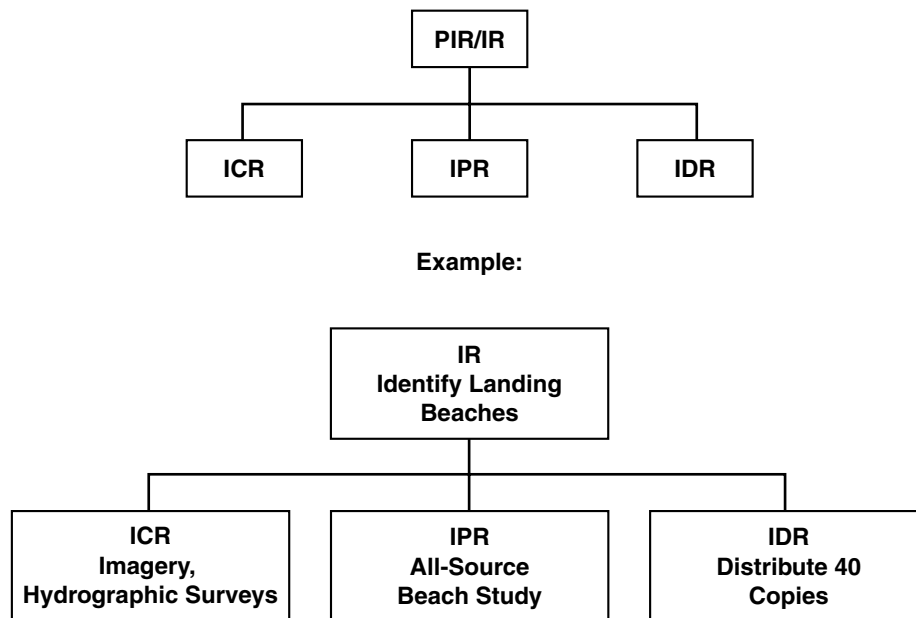 PIR/IR
ICR
IPR
IDR
Example:
IR
Identify Landing
Beaches
ICR
Imagery,
Hydrographic Surveys
IPR
All-Source
Beach Study
IDR
Distribute 40
Copies